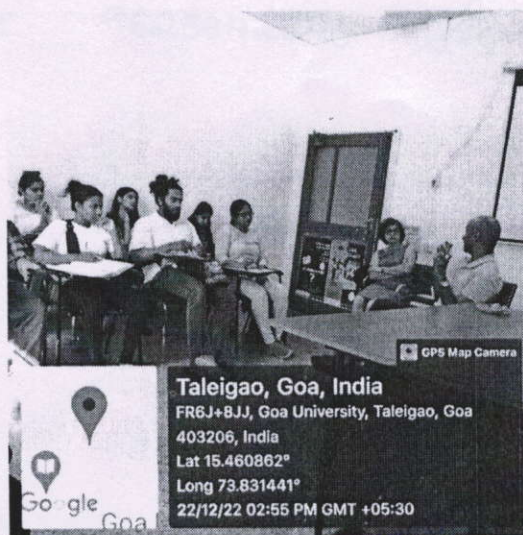 GPS Map Camera
Taleigao, Goa, India
FR6J+8JJ, Goa University, Taleigao, Goa
403206, India
Lat 15.460862°
Long 73.831441°
22/12/22 02:55 PM GMT +05:30
Google
Goa